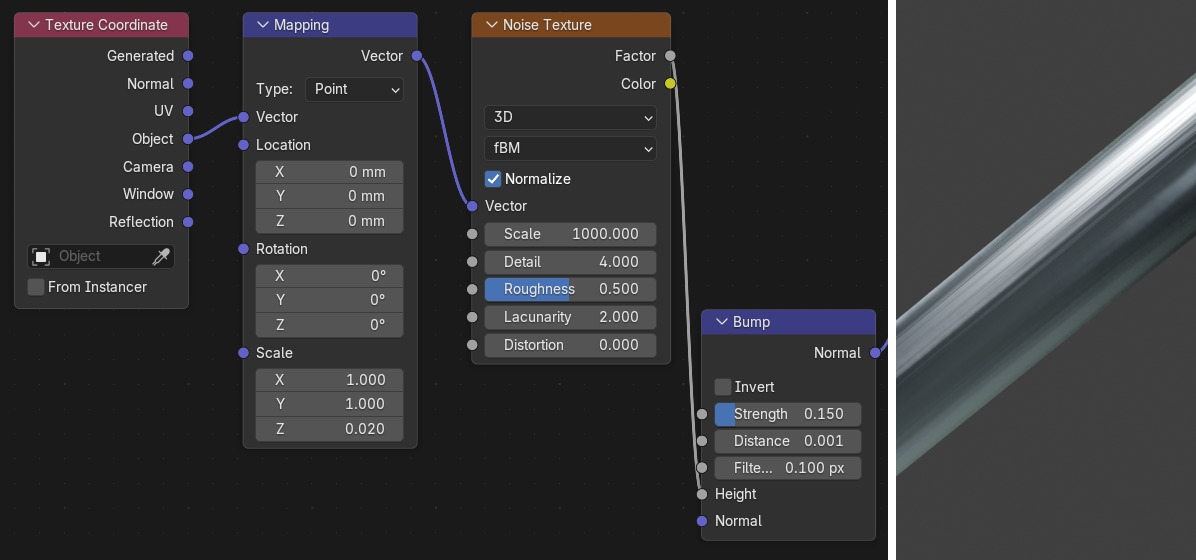 Texture Coordinate
Generated
Normal
UV
Object
Camera
Window
Reflection
Object
From Instancer
Mapping
Vector
Type: Point
Vector
Location
X 0 mm
Y 0 mm
Z 0 mm
Rotation
X 0°
Y 0°
Z 0°
Scale
X 1.000
Y 1.000
Z 0.020
Noise Texture
Factor
Color
3D
fBM
Normalize
Vector
Scale 1000.000
Detail 4.000
Roughness 0.500
Lacunarity 2.000
Distortion 0.000
Bump
Normal
Invert
Strength 0.150
Distance 0.001
Filte... 0.100 px
Height
Normal